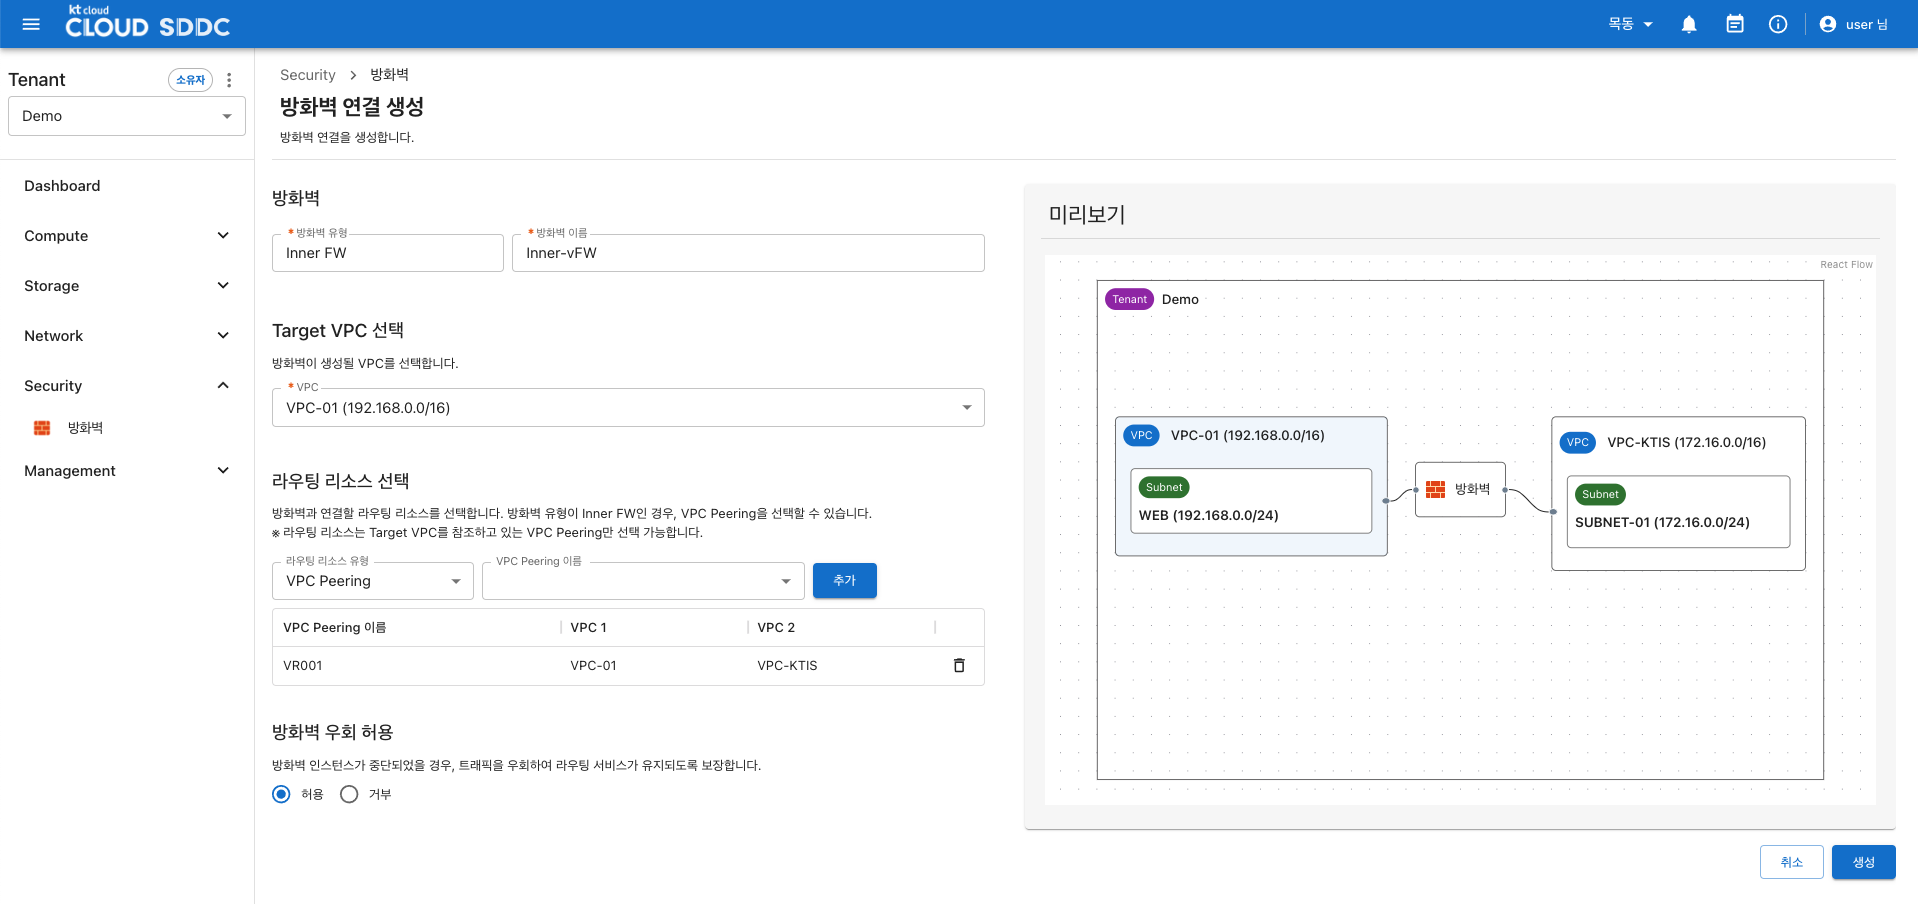 kt cloud
CLOUD SDDC
목동
user 님
Tenant
소유자
Demo
Dashboard
Compute
Storage
Network
Security
방화벽
Management
Security > 방화벽
방화벽 연결 생성
방화벽 연결을 생성합니다.
방화벽
* 방화벽 유형
Inner FW
* 방화벽 이름
Inner-vFW
Target VPC 선택
방화벽이 생성될 VPC를 선택합니다.
* VPC
VPC-01 (192.168.0.0/16)
라우팅 리소스 선택
방화벽과 연결할 라우팅 리소스를 선택합니다. 방화벽 유형이 Inner FW인 경우, VPC Peering을 선택할 수 있습니다.
※ 라우팅 리소스는 Target VPC를 참조하고 있는 VPC Peering만 선택 가능합니다.
라우팅 리소스 유형
VPC Peering
VPC Peering 이름
추가
VPC Peering 이름 VPC 1 VPC 2
VR001 VPC-01 VPC-KTIS
방화벽 우회 허용
방화벽 인스턴스가 중단되었을 경우, 트래픽을 우회하여 라우팅 서비스가 유지되도록 보장합니다.
허용 거부
미리보기
React Flow
Tenant Demo
VPC VPC-01 (192.168.0.0/16)
Subnet
WEB (192.168.0.0/24)
방화벽
VPC VPC-KTIS (172.16.0.0/16)
Subnet
SUBNET-01 (172.16.0.0/24)
취소
생성